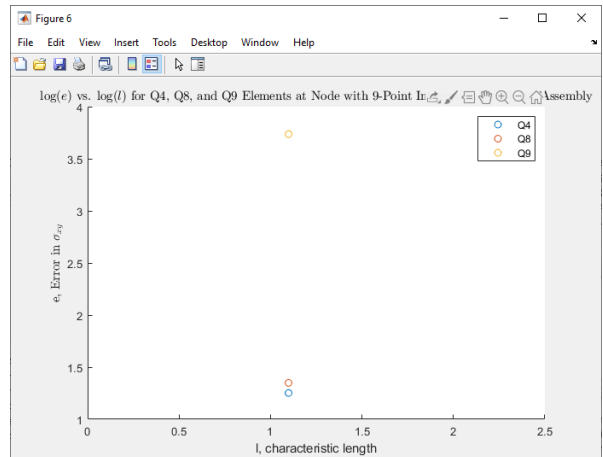 Figure 6
File Edit View Insert Tools Desktop Window Help
log(e) vs. log(l) for Q4, Q8, and Q9 Elements at Node with 9-Point Assembly
4
3.5
3
2.5
2
1.5
1
e, Error in σxy
Q4
Q8
Q9
0 0.5 1 1.5 2 2.5
l, characteristic length